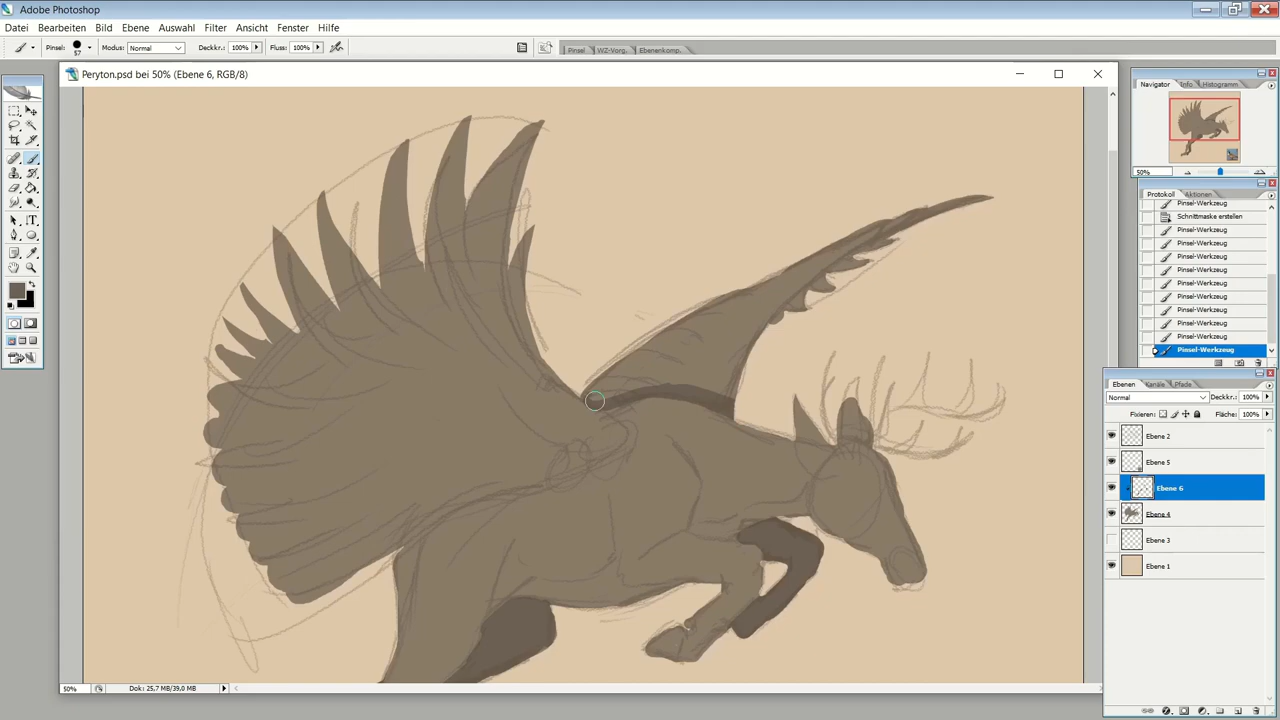 Adobe Photoshop
Datei Bearbeiten Bild Ebene Auswahl Filter Ansicht Fenster Hilfe
Pinsel: 57 Modus: Normal Deckkr.: 100% Fluss: 100% Pinsel WZ-Vorg. Ebenenkomp.
Peryton.psd bei 50% (Ebene 6, RGB/8)
Navigator Info Histogramm
50%
Protokoll Aktionen
Pinsel-Werkzeug
Schnittmaske erstellen
Pinsel-Werkzeug
Pinsel-Werkzeug
Pinsel-Werkzeug
Pinsel-Werkzeug
Pinsel-Werkzeug
Pinsel-Werkzeug
Pinsel-Werkzeug
Pinsel-Werkzeug
Pinsel-Werkzeug
Pinsel-Werkzeug
Ebenen Kanäle Pfade
Normal Deckkr.: 100%
Fixieren: Fläche: 100%
Ebene 2
Ebene 5
Ebene 6
Ebene 4
Ebene 3
Ebene 1
50% Dok: 25,7 MB/39,0 MB